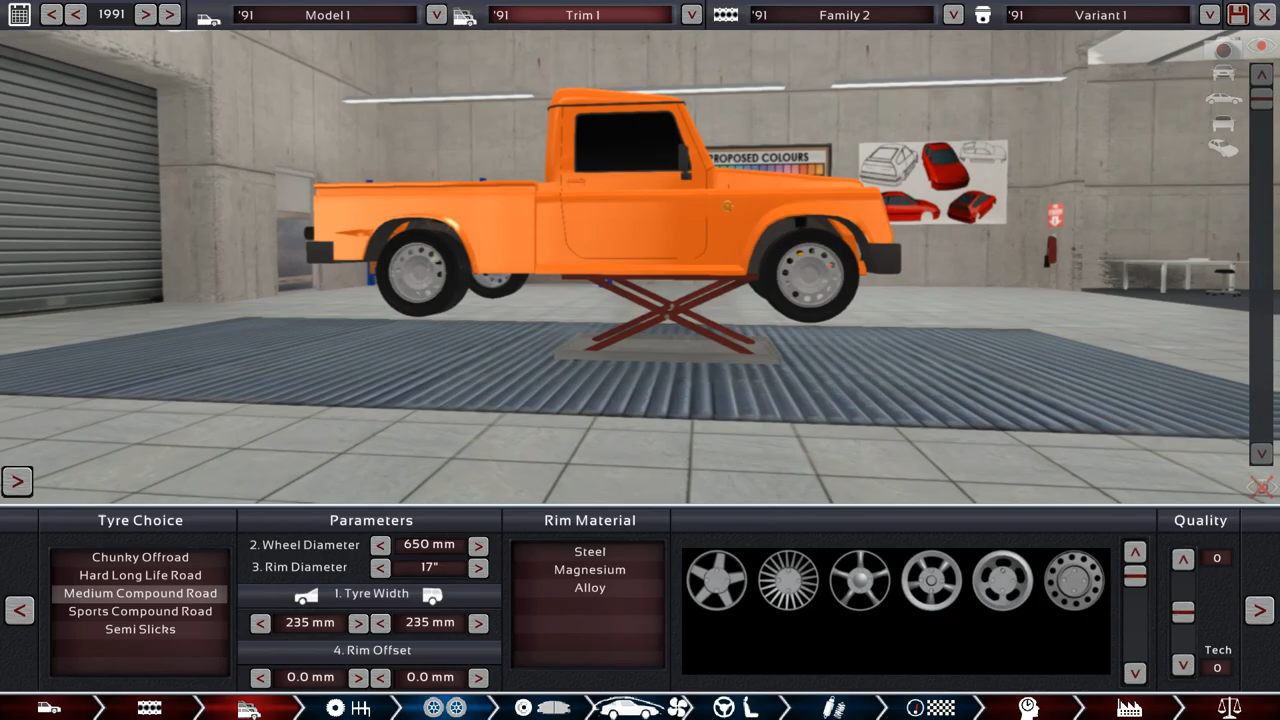 1991
'91 Model 1
'91 Trim 1
'91 Family 2
'91 Variant 1
PROPOSED COLOURS
Tyre Choice
Chunky Offroad
Hard Long Life Road
Medium Compound Road
Sports Compound Road
Semi Slicks
Parameters
2. Wheel Diameter < 650 mm >
3. Rim Diameter < 17" >
1. Tyre Width
< 235 mm > < 235 mm >
4. Rim Offset
< 0.0 mm > < 0.0 mm >
Rim Material
Steel
Magnesium
Alloy
Quality
0
Tech
0